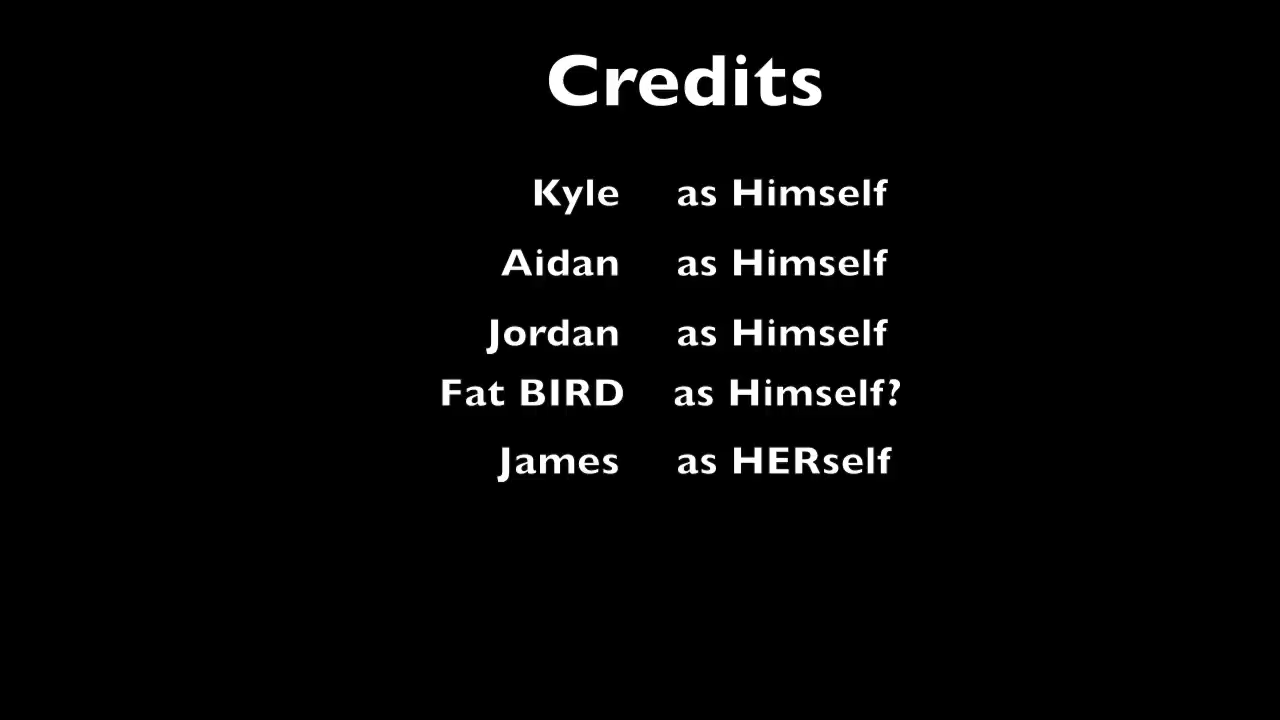 Credits
Kyle as Himself
Aidan as Himself
Jordan as Himself
Fat BIRD as Himself?
James as HERself